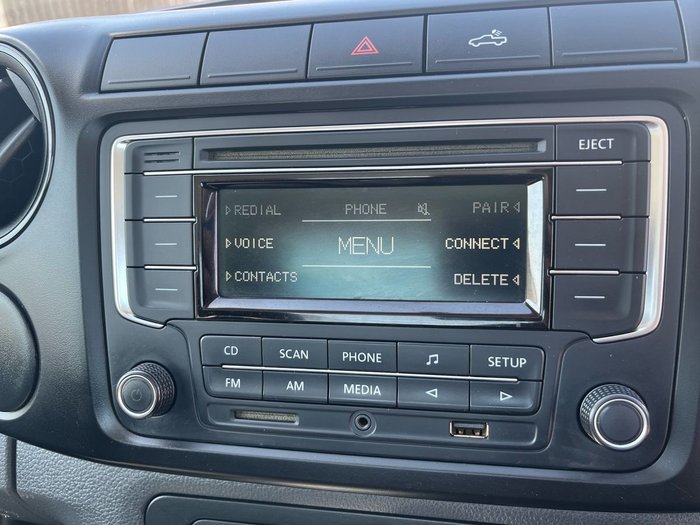 EJECT
REDIAL PHONE PAIR
VOICE MENU CONNECT
CONTACTS DELETE
CD SCAN PHONE SETUP
FM AM MEDIA